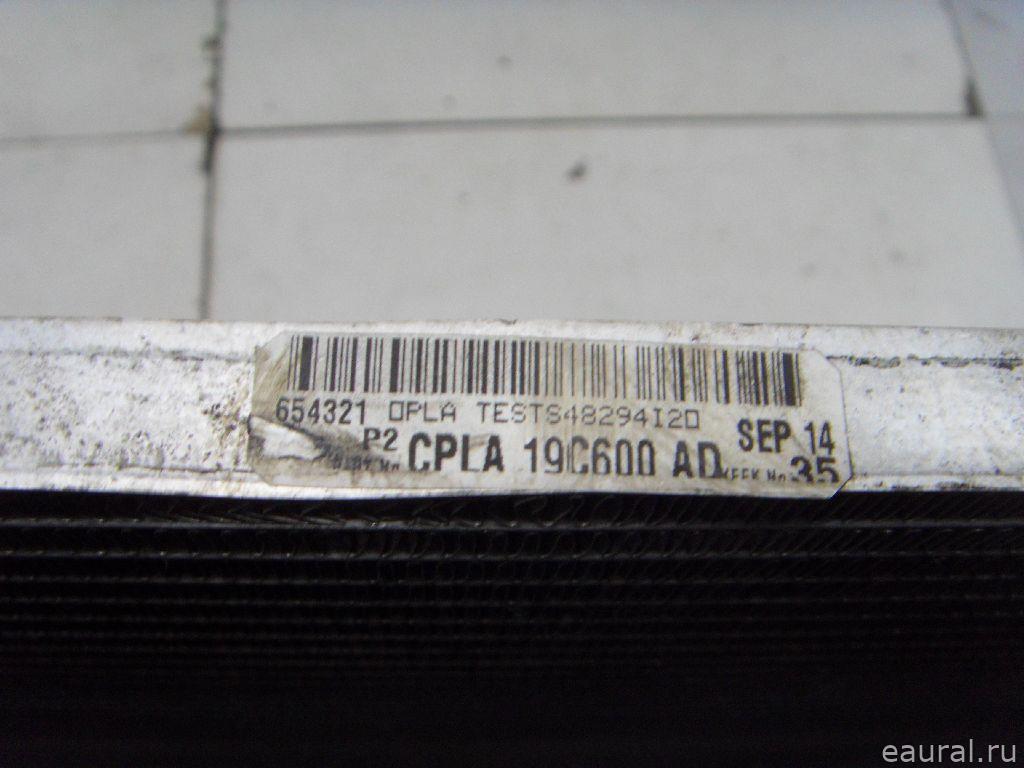 654321 OPLA TESTS48294I20
P2 CPLA 19C600 AD SEP 14
35
eaural.ru